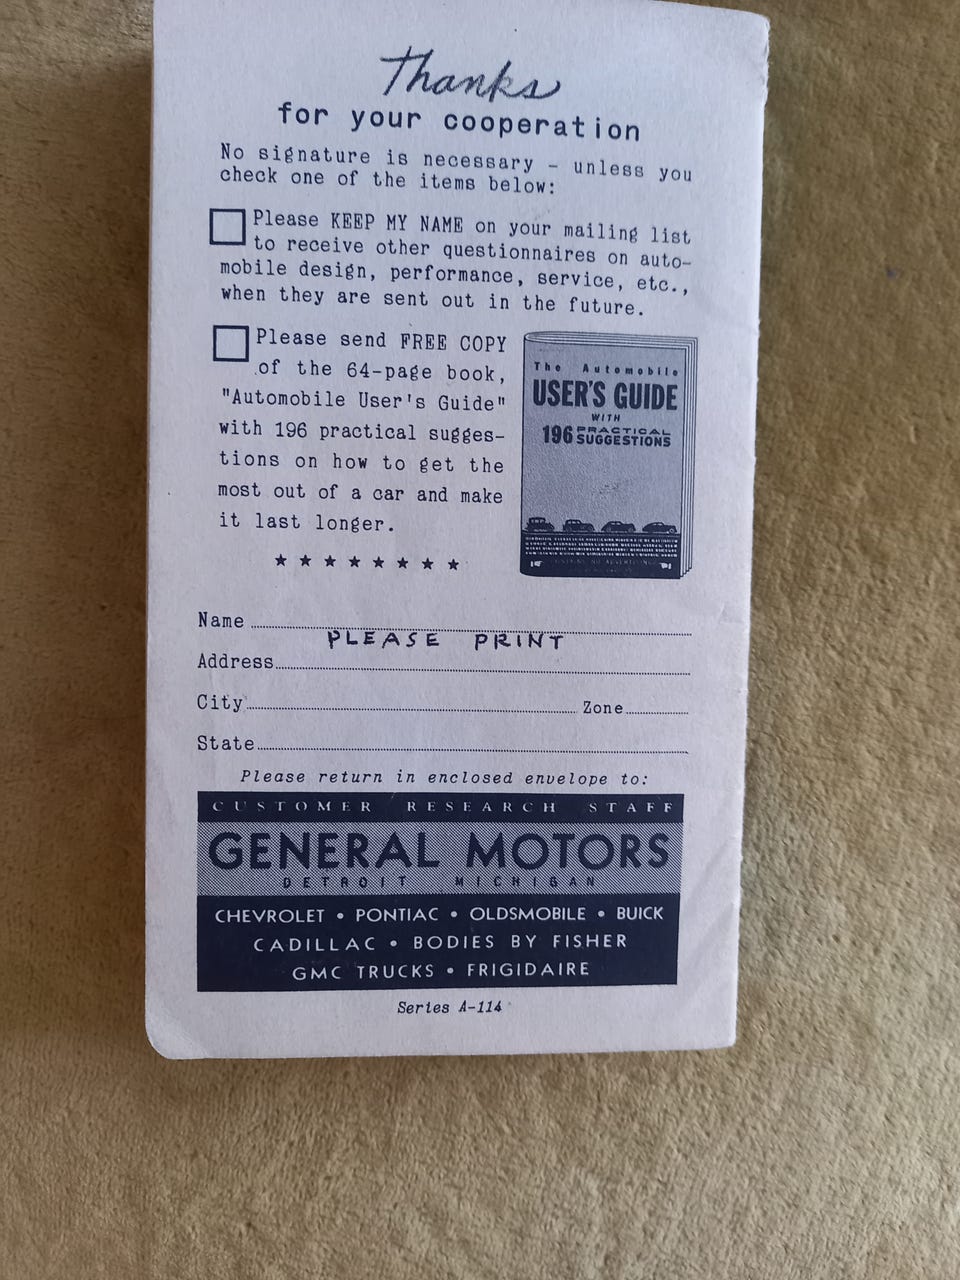 Thanks
for your cooperation
No signature is necessary – unless you
check one of the items below:
Please KEEP MY NAME on your mailing list
to receive other questionnaires on auto-
mobile design, performance, service, etc.,
when they are sent out in the future.
Please send FREE COPY
of the 64-page book,
"Automobile User's Guide"
with 196 practical sugges-
tions on how to get the
most out of a car and make
it last longer.
★ ★ ★ ★ ★ ★ ★ ★
The Automobile
USER'S GUIDE
WITH
196 PRACTICAL
SUGGESTIONS
Name
PLEASE PRINT
Address
City Zone
State
Please return in enclosed envelope to:
CUSTOMER RESEARCH STAFF
GENERAL MOTORS
DETROIT MICHIGAN
CHEVROLET • PONTIAC • OLDSMOBILE • BUICK
CADILLAC • BODIES BY FISHER
GMC TRUCKS • FRIGIDAIRE
Series A-114